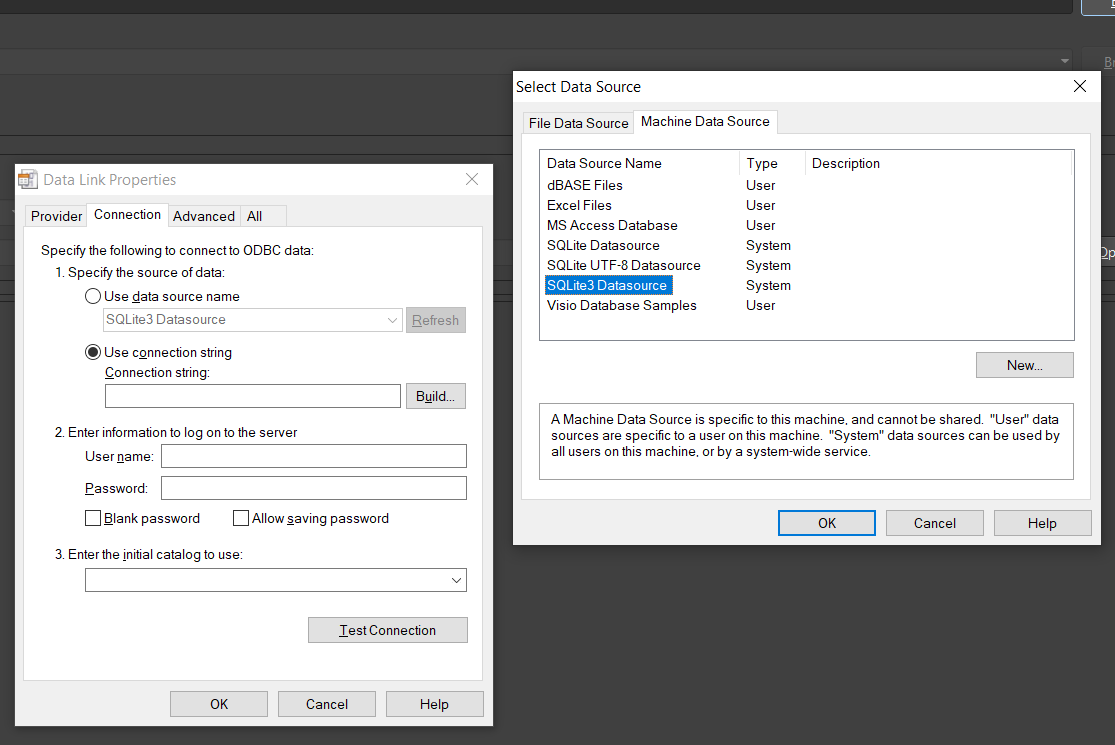 Select Data Source
File Data Source
Machine Data Source
Data Source Name Type Description
dBASE Files User
Excel Files User
MS Access Database User
SQLite Datasource System
SQLite UTF-8 Datasource System
SQLite3 Datasource System
Visio Database Samples User
New...
A Machine Data Source is specific to this machine, and cannot be shared. "User" data
sources are specific to a user on this machine. "System" data sources can be used by
all users on this machine, or by a system-wide service.
OK Cancel Help
Data Link Properties
Provider Connection Advanced All
Specify the following to connect to ODBC data:
1. Specify the source of data:
Use data source name
SQLite3 Datasource Refresh
Use connection string
Connection string:
Build...
2. Enter information to log on to the server
User name:
Password:
Blank password Allow saving password
3. Enter the initial catalog to use:
Test Connection
OK Cancel Help